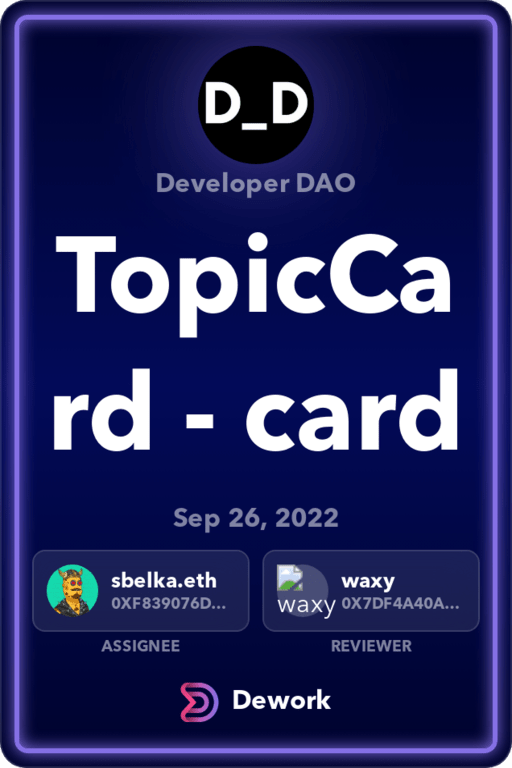 D_D
Developer DAO
TopicCa
rd - card
Sep 26, 2022
sbelka.eth
0XF839076D...
waxy
waxy
0X7DF4A40A...
ASSIGNEE
REVIEWER
Dework